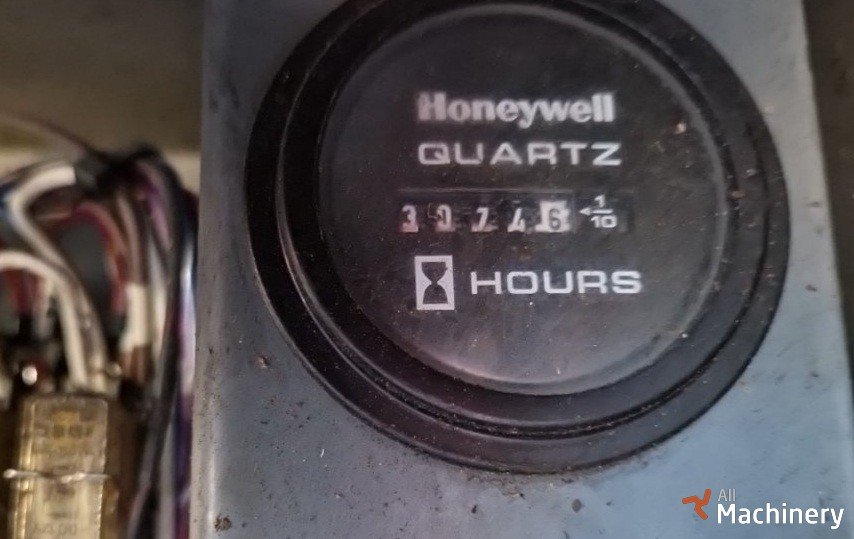 Honeywell
QUARTZ
30746 1/10
HOURS
All
Machinery